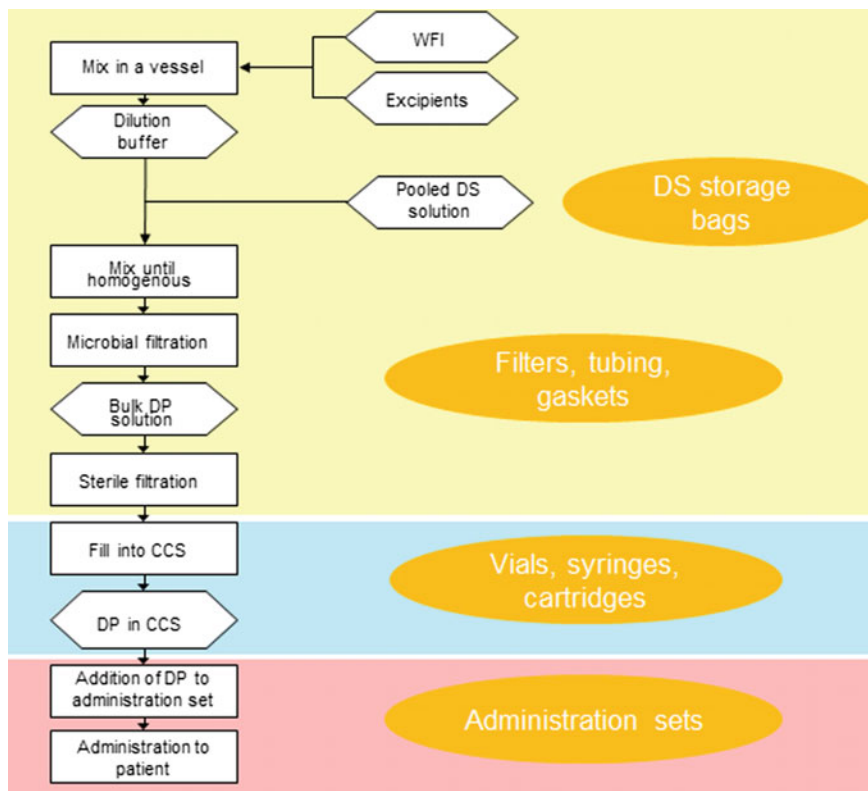 WFI
Mix in a vessel
Excipients
Dilution
buffer
Pooled DS
solution
DS storage
bags
Mix until
homogenous
Microbial filtration
Filters, tubing,
gaskets
Bulk DP
solution
Sterile filtration
Fill into CCS
Vials, syringes,
cartridges
DP in CCS
Addition of DP to
administration set
Administration sets
Administration to
patient